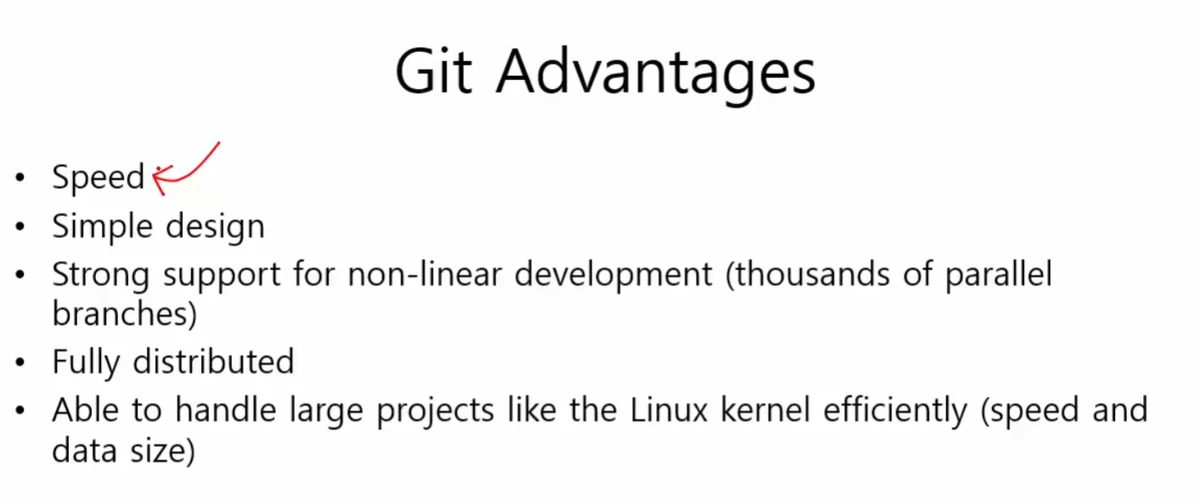 Git Advantages
• Speed
• Simple design
• Strong support for non-linear development (thousands of parallel
branches)
• Fully distributed
• Able to handle large projects like the Linux kernel efficiently (speed and
data size)